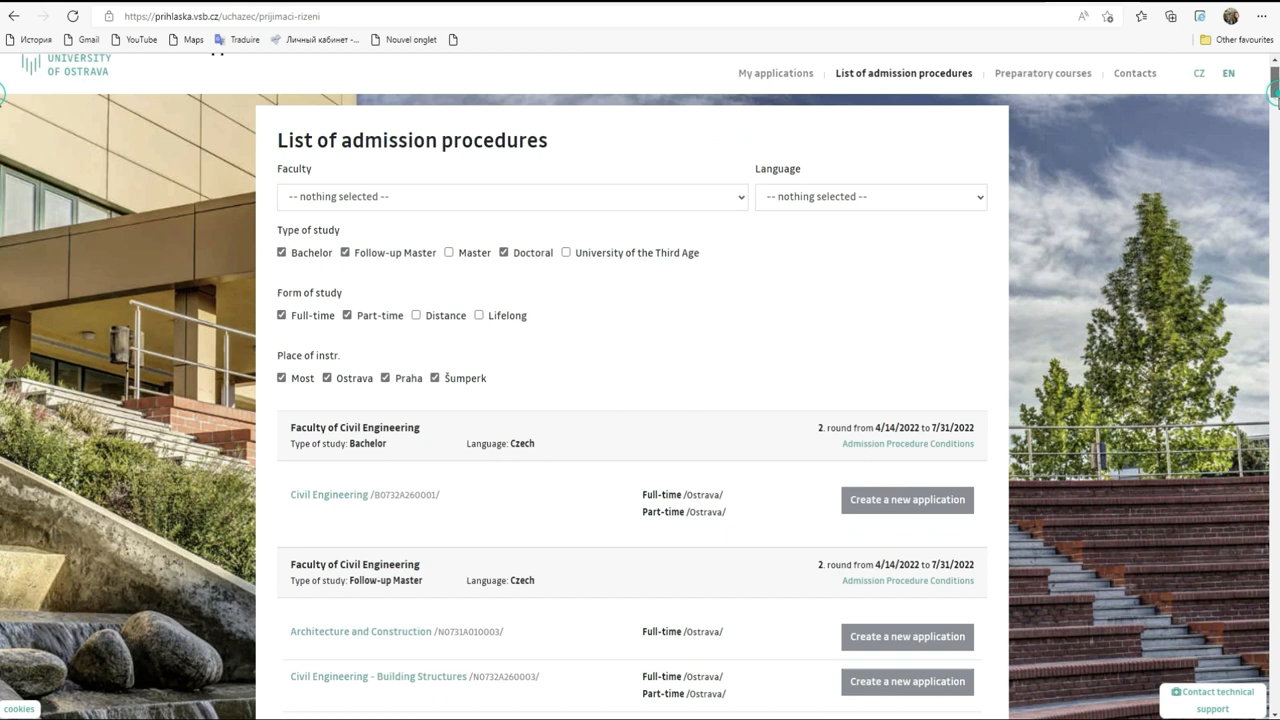 https://prihlaska.vsb.cz/uchazec/prijimaci-rizeni
История Gmail YouTube Maps Traduire Личный кабинет -... Nouvel onglet Other favourites
UNIVERSITY
OF OSTRAVA
My applications List of admission procedures Preparatory courses Contacts CZ EN
List of admission procedures
Faculty Language
-- nothing selected -- -- nothing selected --
Type of study
Bachelor Follow-up Master Master Doctoral University of the Third Age
Form of study
Full-time Part-time Distance Lifelong
Place of instr.
Most Ostrava Praha Šumperk
Faculty of Civil Engineering 2. round from 4/14/2022 to 7/31/2022
Type of study: Bachelor Language: Czech Admission Procedure Conditions
Civil Engineering /B0732A260001/ Full-time /Ostrava/ Create a new application
Part-time /Ostrava/
Faculty of Civil Engineering 2. round from 4/14/2022 to 7/31/2022
Type of study: Follow-up Master Language: Czech Admission Procedure Conditions
Architecture and Construction /N0731A010003/ Full-time /Ostrava/ Create a new application
Civil Engineering - Building Structures /N0732A260003/ Full-time /Ostrava/ Create a new application
Part-time /Ostrava/
cookies
Contact technical
support